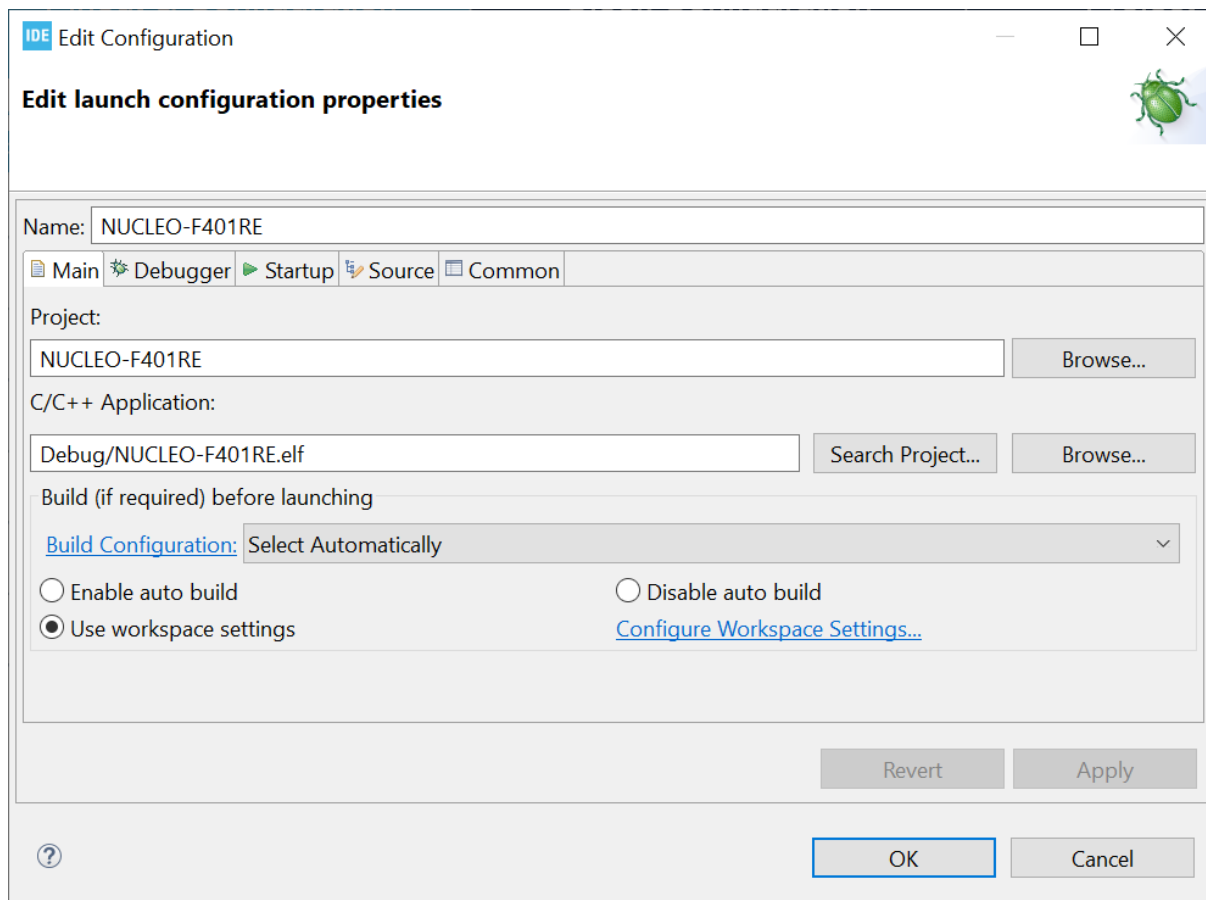 IDE Edit Configuration
Edit launch configuration properties
Name: NUCLEO-F401RE
Main Debugger Startup Source Common
Project:
NUCLEO-F401RE Browse...
C/C++ Application:
Debug/NUCLEO-F401RE.elf Search Project... Browse...
Build (if required) before launching
Build Configuration: Select Automatically
Enable auto build Disable auto build
Use workspace settings Configure Workspace Settings...
Revert Apply
? OK Cancel